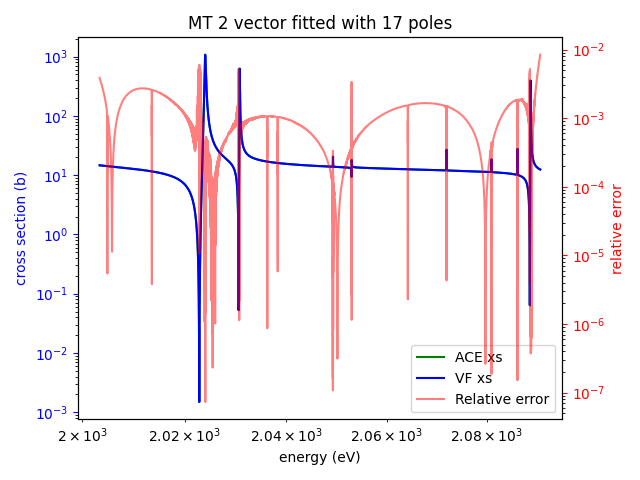 MT 2 vector fitted with 17 poles
cross section (b)
10³
10²
10¹
10⁰
10⁻¹
10⁻²
10⁻³
10⁻²
10⁻³
10⁻⁴
10⁻⁵
10⁻⁶
10⁻⁷
relative error
ACE xs
VF xs
Relative error
2 × 10³ 2.02 × 10³ 2.04 × 10³ 2.06 × 10³ 2.08 × 10³
energy (eV)